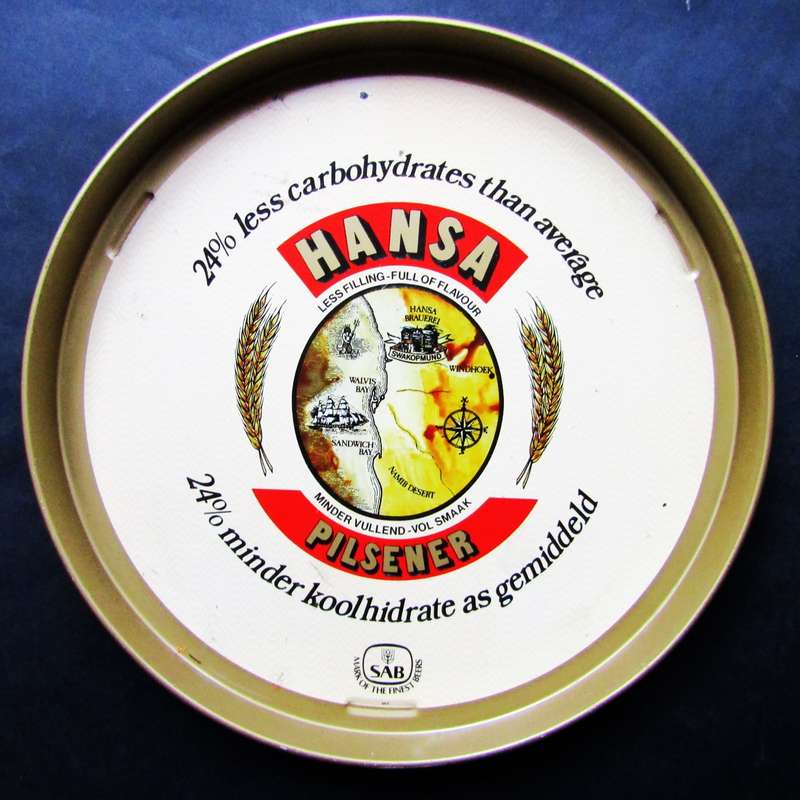 24% less carbohydrates than average
HANSA
LESS FILLING-FULL OF FLAVOUR
HANSA
BRAUEREI
SWAKOPMUND
WINDHOEK
WALVIS
BAY
SANDWICH
BAY
NAMIB DESERT
MINDER VULLEND-VOL SMAAK
PILSENER
24% minder koolhidrate as gemiddeld
SAB
MARK OF THE FINEST BEERS